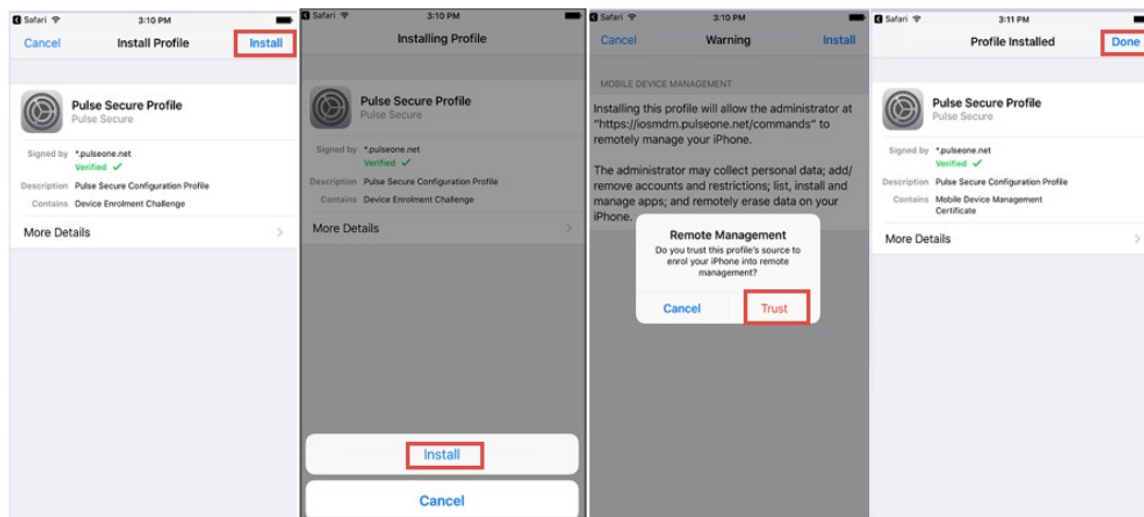 Safari
3:10 PM
Cancel
Install Profile
Install
Pulse Secure Profile
Pulse Secure
Signed by *.pulseone.net
Verified ✓
Description Pulse Secure Configuration Profile
Contains Device Enrolment Challenge
More Details
Safari
3:10 PM
Installing Profile
Pulse Secure Profile
Pulse Secure
Signed by *.pulseone.net
Verified ✓
Description Pulse Secure Configuration Profile
Contains Device Enrolment Challenge
More Details
Install
Cancel
Safari
3:10 PM
Cancel
Warning
Install
MOBILE DEVICE MANAGEMENT
Installing this profile will allow the administrator at
“https://iosmdm.pulseone.net/commands” to
remotely manage your iPhone.
The administrator may collect personal data; add/
remove accounts and restrictions; list, install and
manage apps; and remotely erase data on your
iPhone.
Remote Management
Do you trust this profile's source to
enrol your iPhone into remote
management?
Cancel
Trust
Safari
3:11 PM
Profile Installed
Done
Pulse Secure Profile
Pulse Secure
Signed by *.pulseone.net
Verified ✓
Description Pulse Secure Configuration Profile
Contains Mobile Device Management
Certificate
More Details